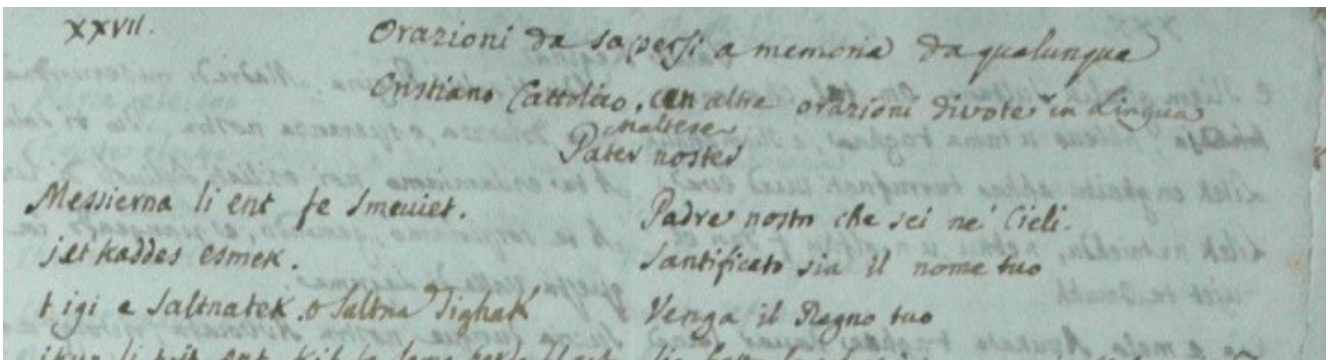 XXVII.
Orazioni da sapersi a memoria da qualunque
Cristiano Cattolico, con altre orazioni divote in Lingua
Maltese
Pater noster
Messierna li ent fe Smewiet.
Padre nostro che sei ne' Cieli.
jet kaddes esmek.
Santificato sia il nome tuo
t igi e Saltnatek. o Saltna Tighak
Venga il Regno tuo